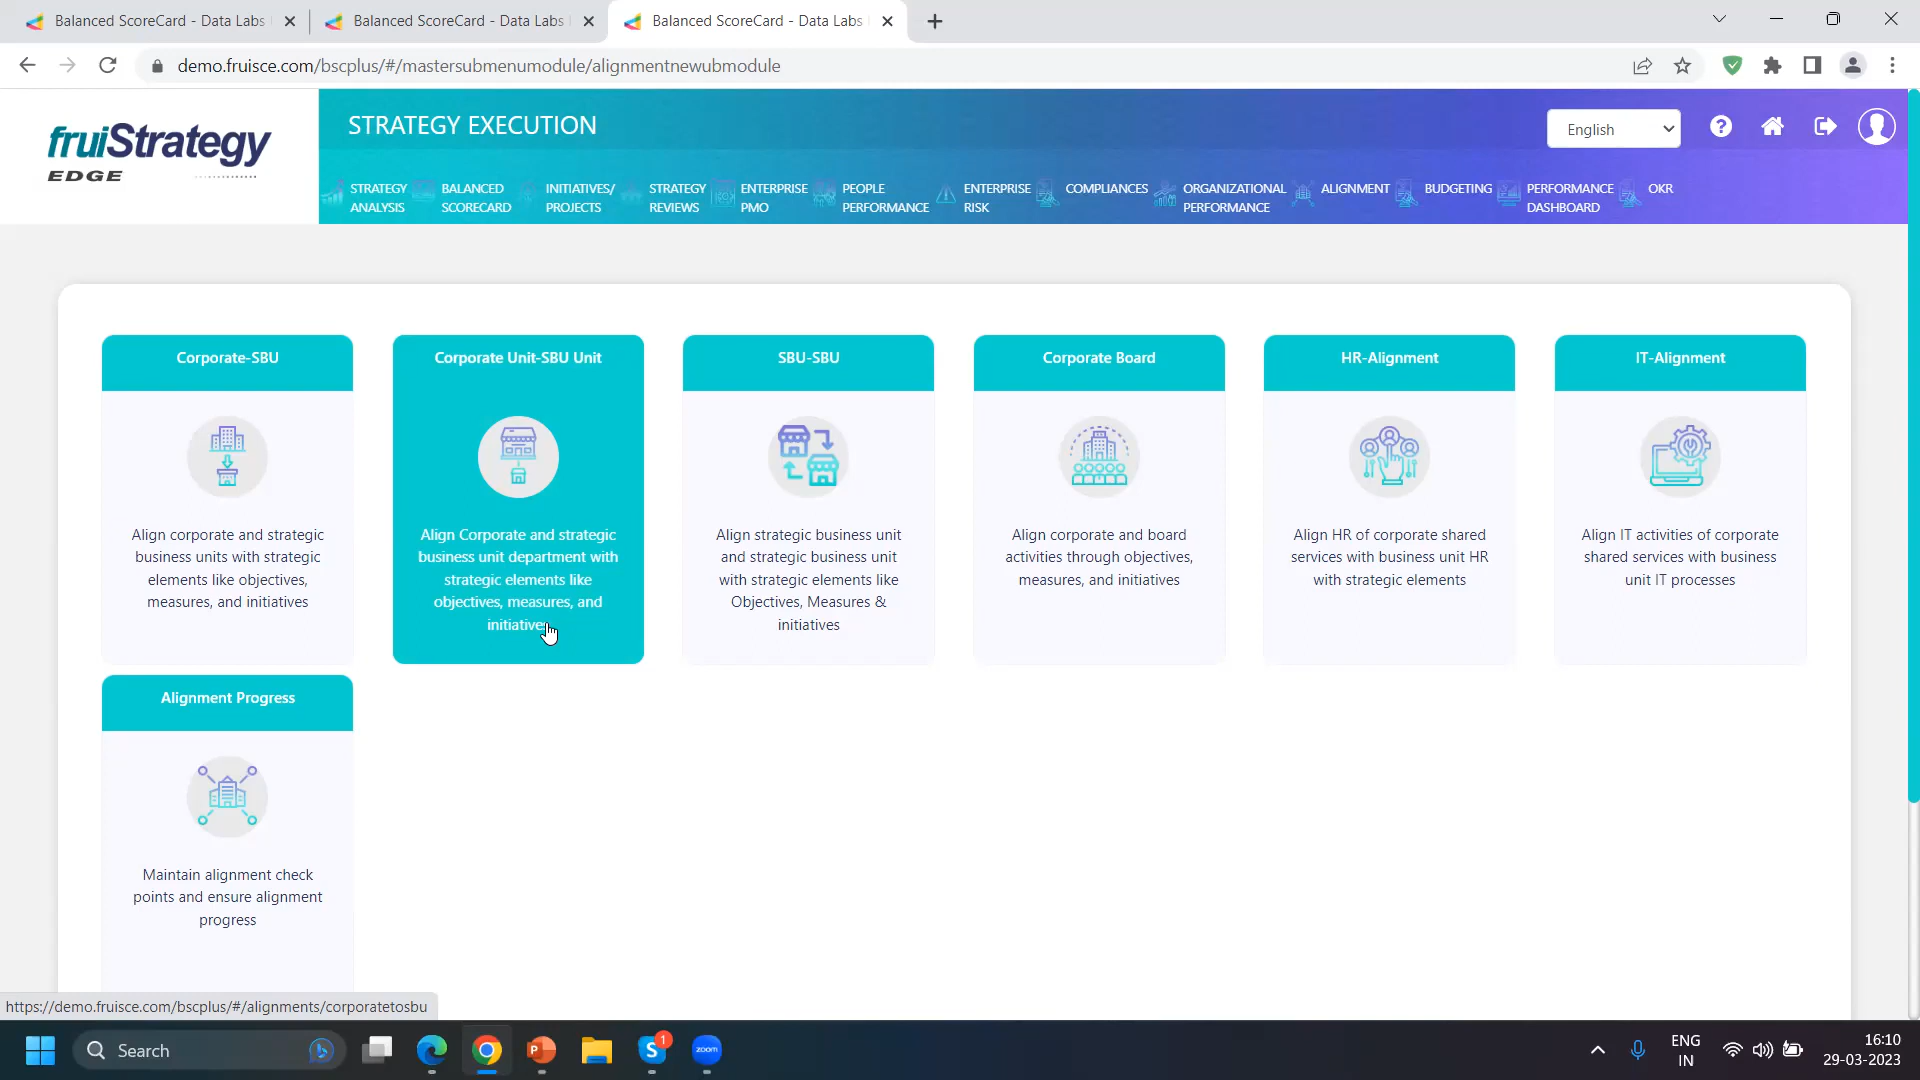 Balanced ScoreCard - Data Labs
Balanced ScoreCard - Data Labs
Balanced ScoreCard - Data Labs
demo.fruisce.com/bscplus/#/mastersubmenumodule/alignmentnewubmodule
fruiStrategy
EDGE
STRATEGY EXECUTION
English
STRATEGY
ANALYSIS
BALANCED
SCORECARD
INITIATIVES/
PROJECTS
STRATEGY
REVIEWS
ENTERPRISE
PMO
PEOPLE
PERFORMANCE
ENTERPRISE
RISK
COMPLIANCES
ORGANIZATIONAL
PERFORMANCE
ALIGNMENT
BUDGETING
PERFORMANCE
DASHBOARD
OKR
Corporate-SBU
Align corporate and strategic
business units with strategic
elements like objectives,
measures, and initiatives
Corporate Unit-SBU Unit
Align Corporate and strategic
business unit department with
strategic elements like
objectives, measures, and
initiatives
SBU-SBU
Align strategic business unit
and strategic business unit
with strategic elements like
Objectives, Measures &
initiatives
Corporate Board
Align corporate and board
activities through objectives,
measures, and initiatives
HR-Alignment
Align HR of corporate shared
services with business unit HR
with strategic elements
IT-Alignment
Align IT activities of corporate
shared services with business
unit IT processes
Alignment Progress
Maintain alignment check
points and ensure alignment
progress
https://demo.fruisce.com/bscplus/#/alignments/corporatetosbu
Search
1
zoom
ENG
IN
16:10
29-03-2023